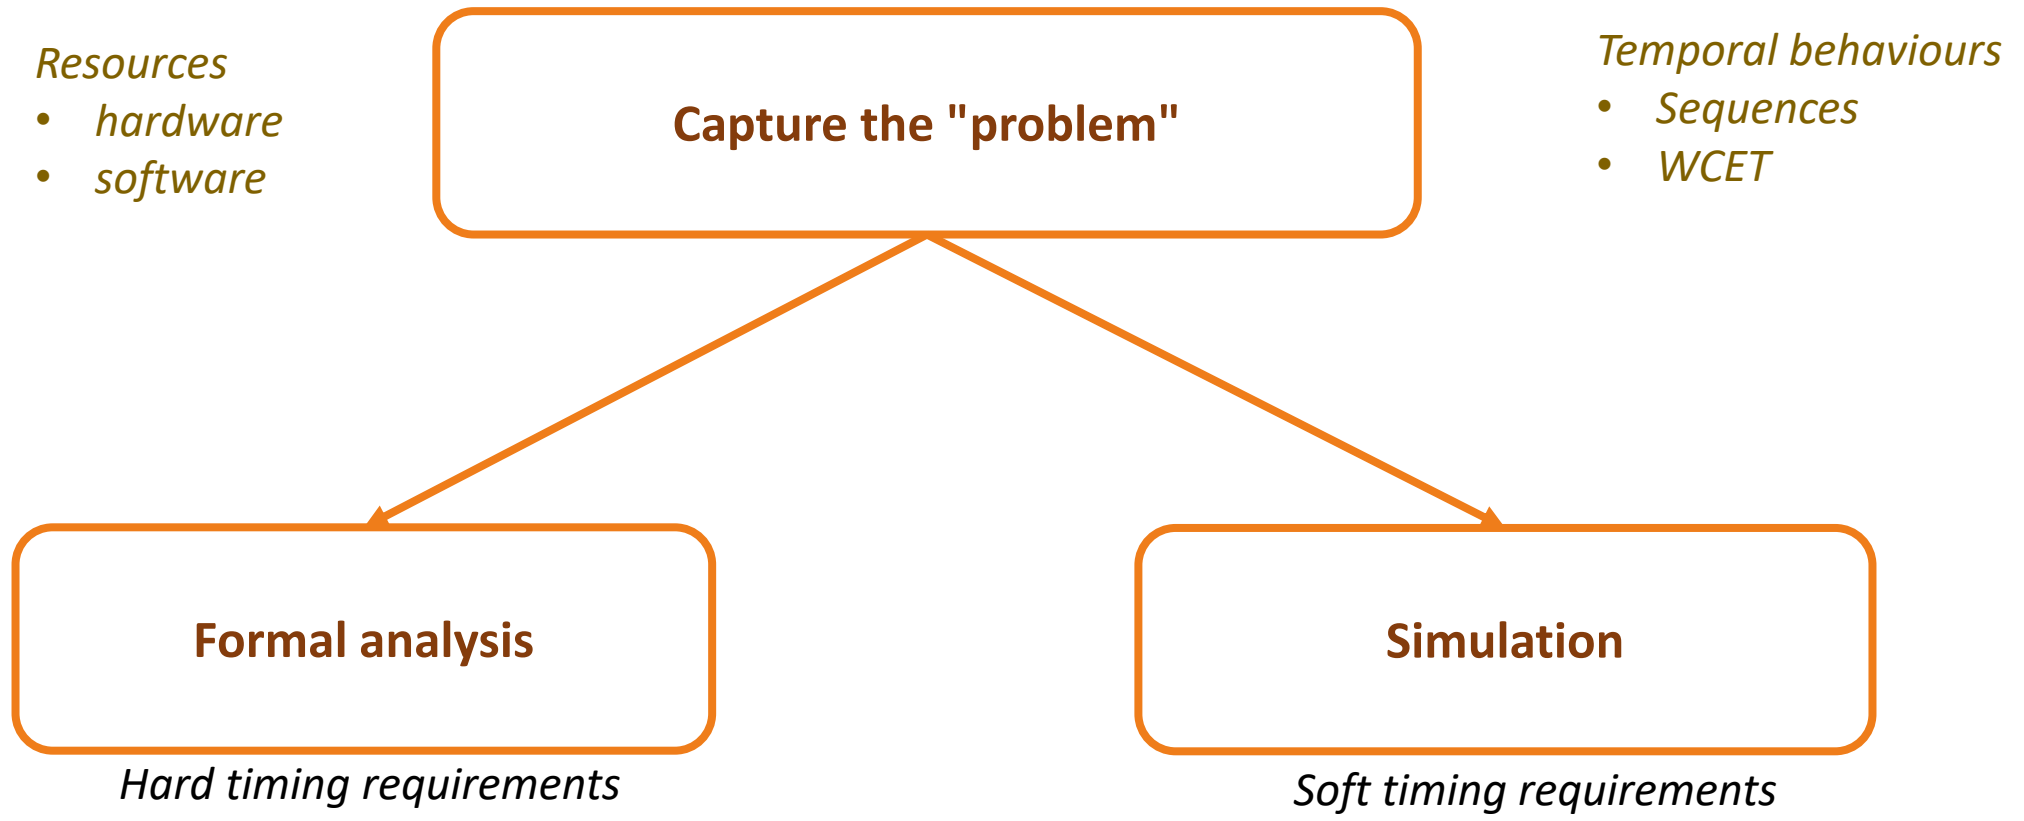 Resources
• hardware
• software
Capture the "problem"
Temporal behaviours
• Sequences
• WCET
Formal analysis
Hard timing requirements
Simulation
Soft timing requirements